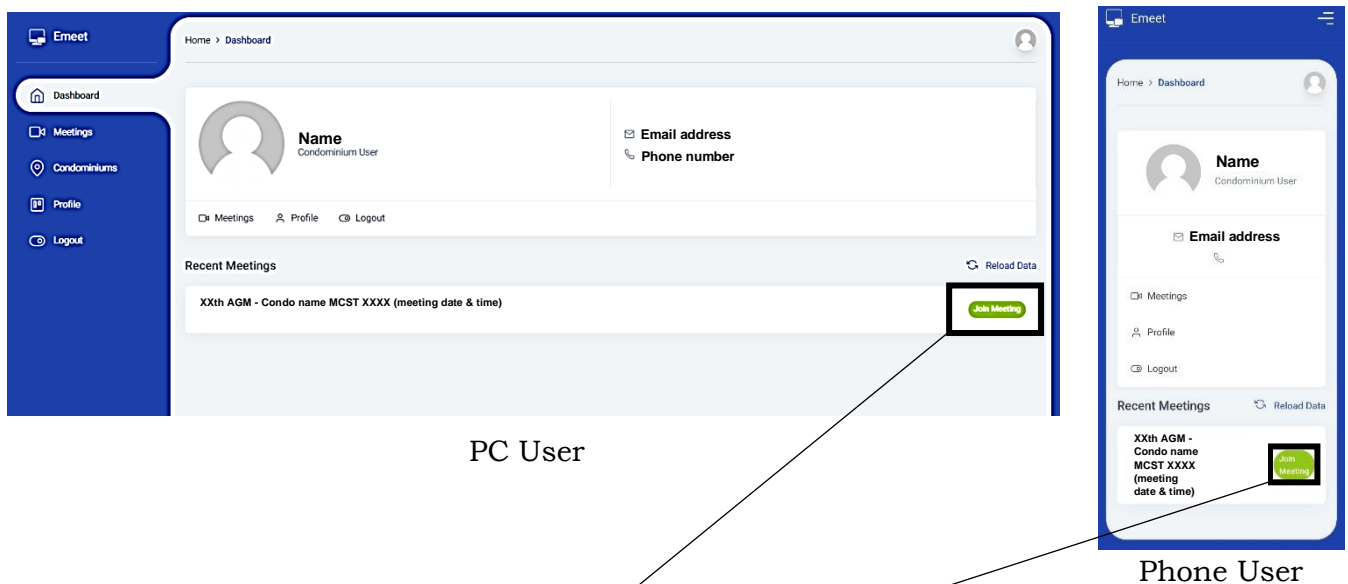 Emeet
Home > Dashboard
Dashboard
Meetings
Condominiums
Profile
Logout
Name
Condominium User
Email address
Phone number
Meetings Profile Logout
Recent Meetings
Reload Data
XXth AGM - Condo name MCST XXXX (meeting date & time)
Join Meeting
PC User
Emeet
Home > Dashboard
Name
Condominium User
Email address
Meetings
Profile
Logout
Recent Meetings
Reload Data
XXth AGM -
Condo name
MCST XXXX
(meeting
date & time)
Join
Meeting
Phone User